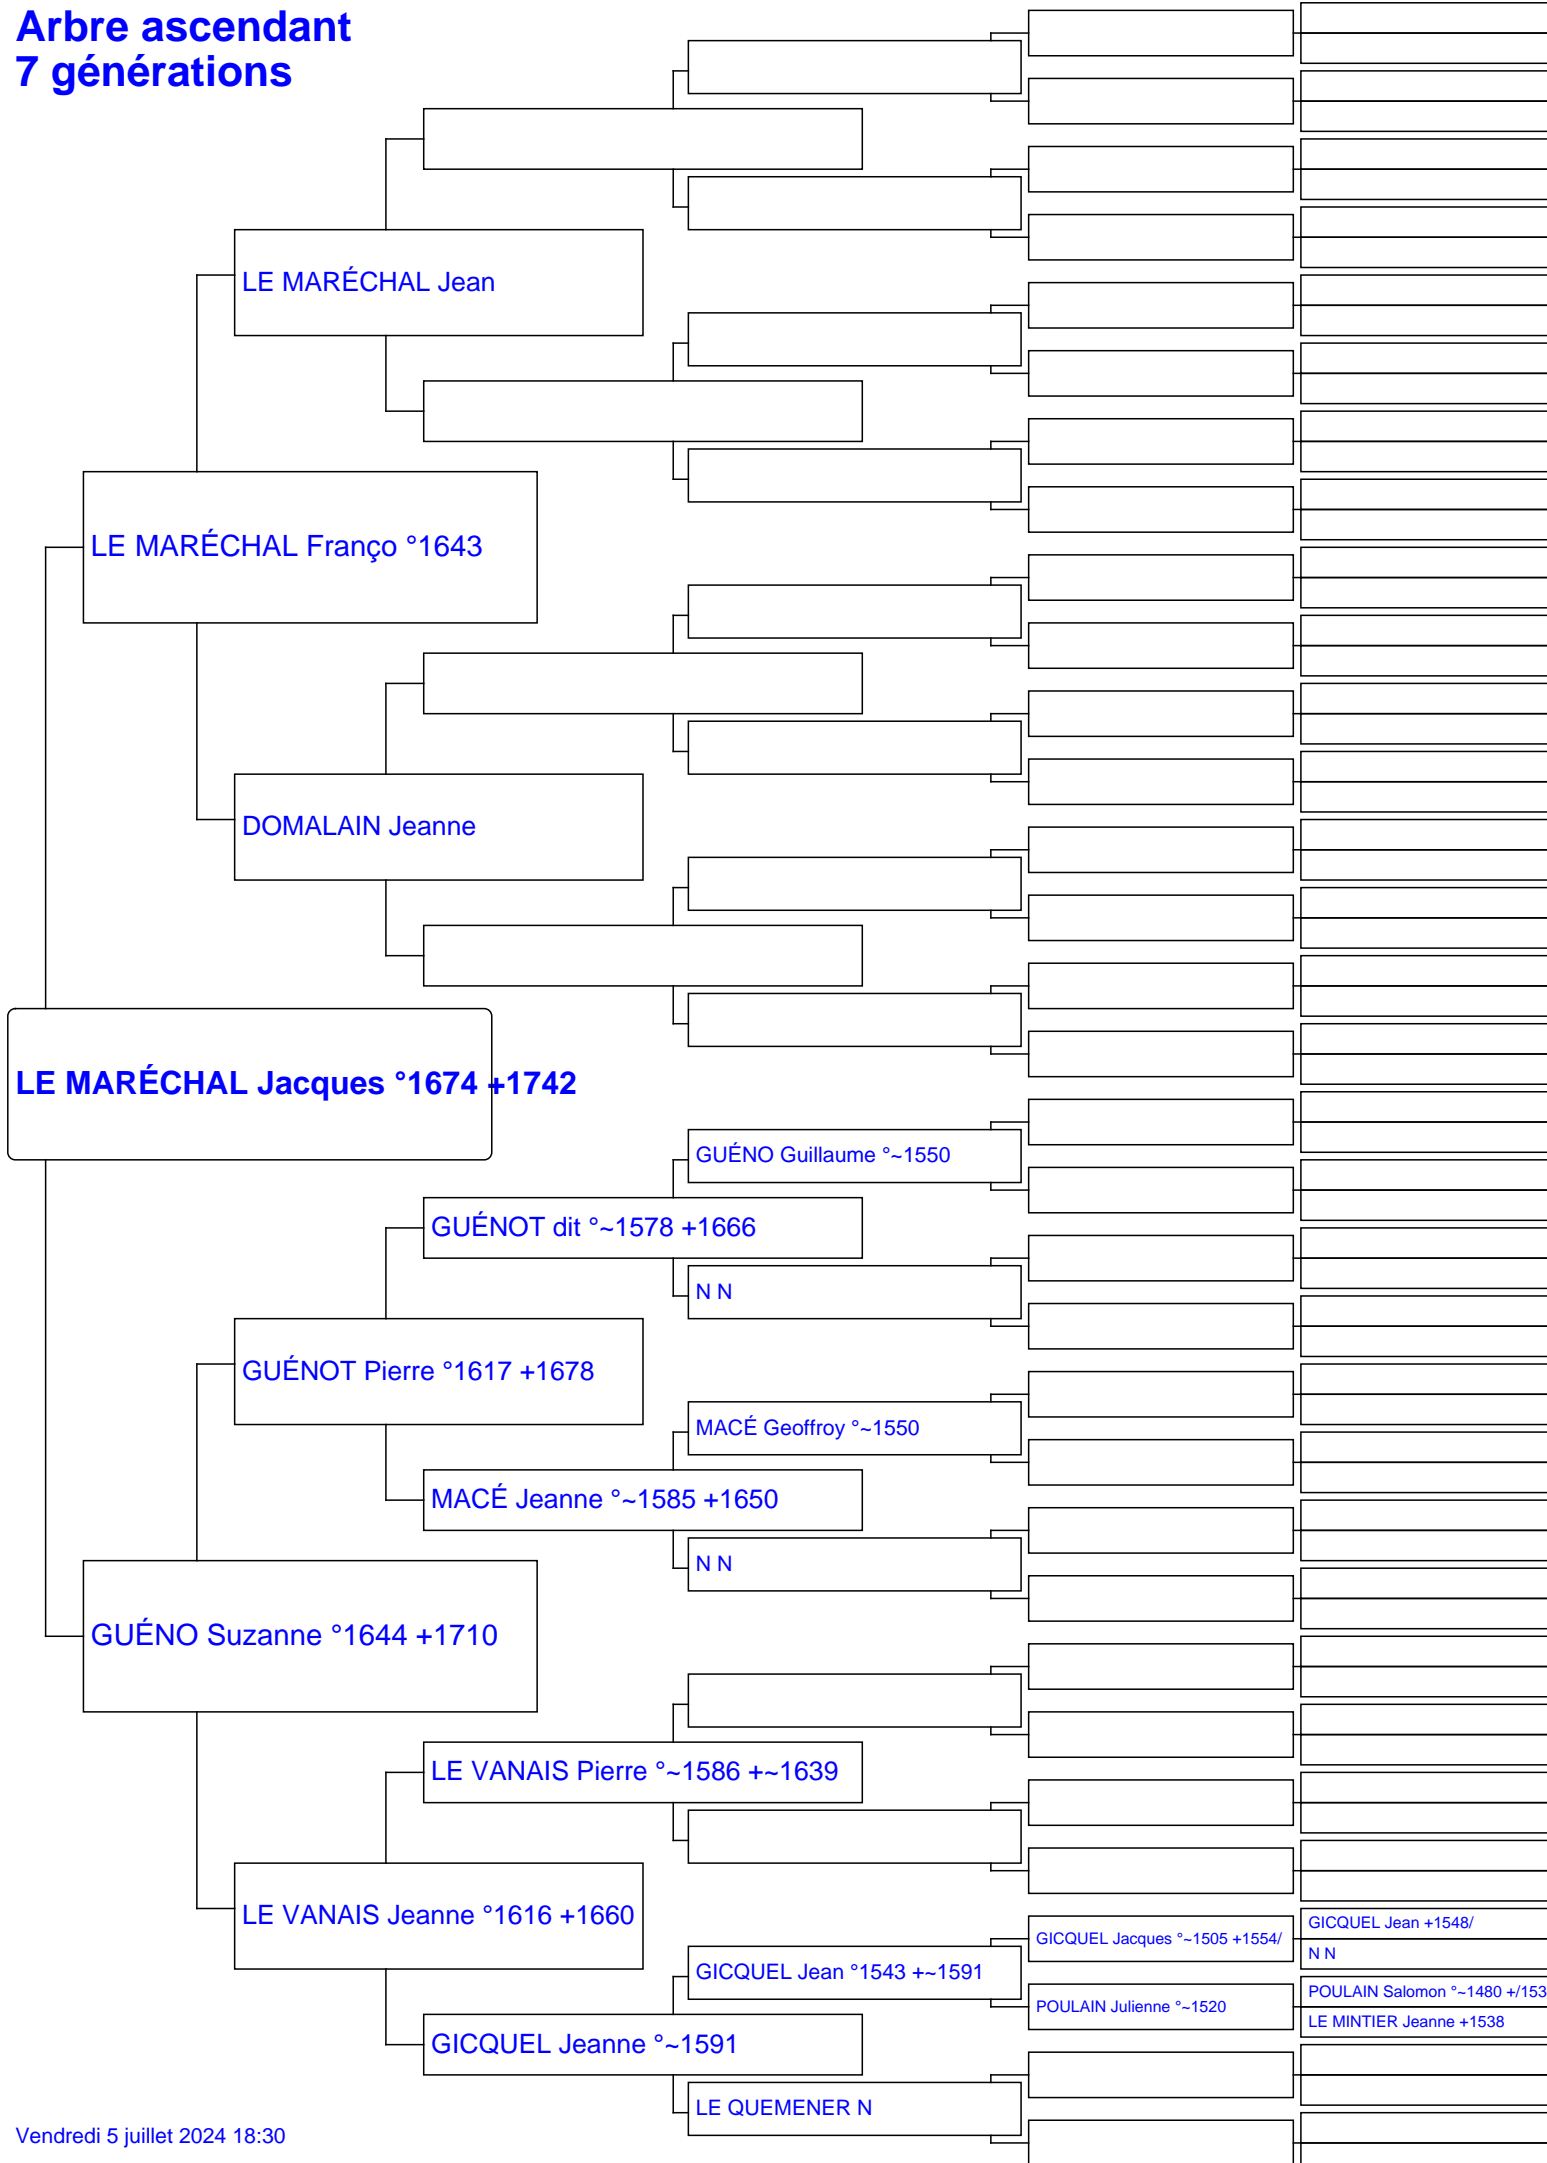 Arbre ascendant
7 générations
LE MARÉCHAL Jean
LE MARÉCHAL Franço °1643
DOMALAIN Jeanne
LE MARÉCHAL Jacques °1674 +1742
GUÉNO Guillaume °~1550
GUÉNOT dit °~1578 +1666
N N
GUÉNOT Pierre °1617 +1678
MACÉ Geoffroy °~1550
MACÉ Jeanne °~1585 +1650
N N
GUÉNO Suzanne °1644 +1710
LE VANAIS Pierre °~1586 +~1639
LE VANAIS Jeanne °1616 +1660
GICQUEL Jean +1548/
GICQUEL Jacques °~1505 +1554/
N N
GICQUEL Jean °1543 +~1591
POULAIN Salomon °~1480 +/153
POULAIN Julienne °~1520
LE MINTIER Jeanne +1538
GICQUEL Jeanne °~1591
LE QUEMENER N
Vendredi 5 juillet 2024 18:30